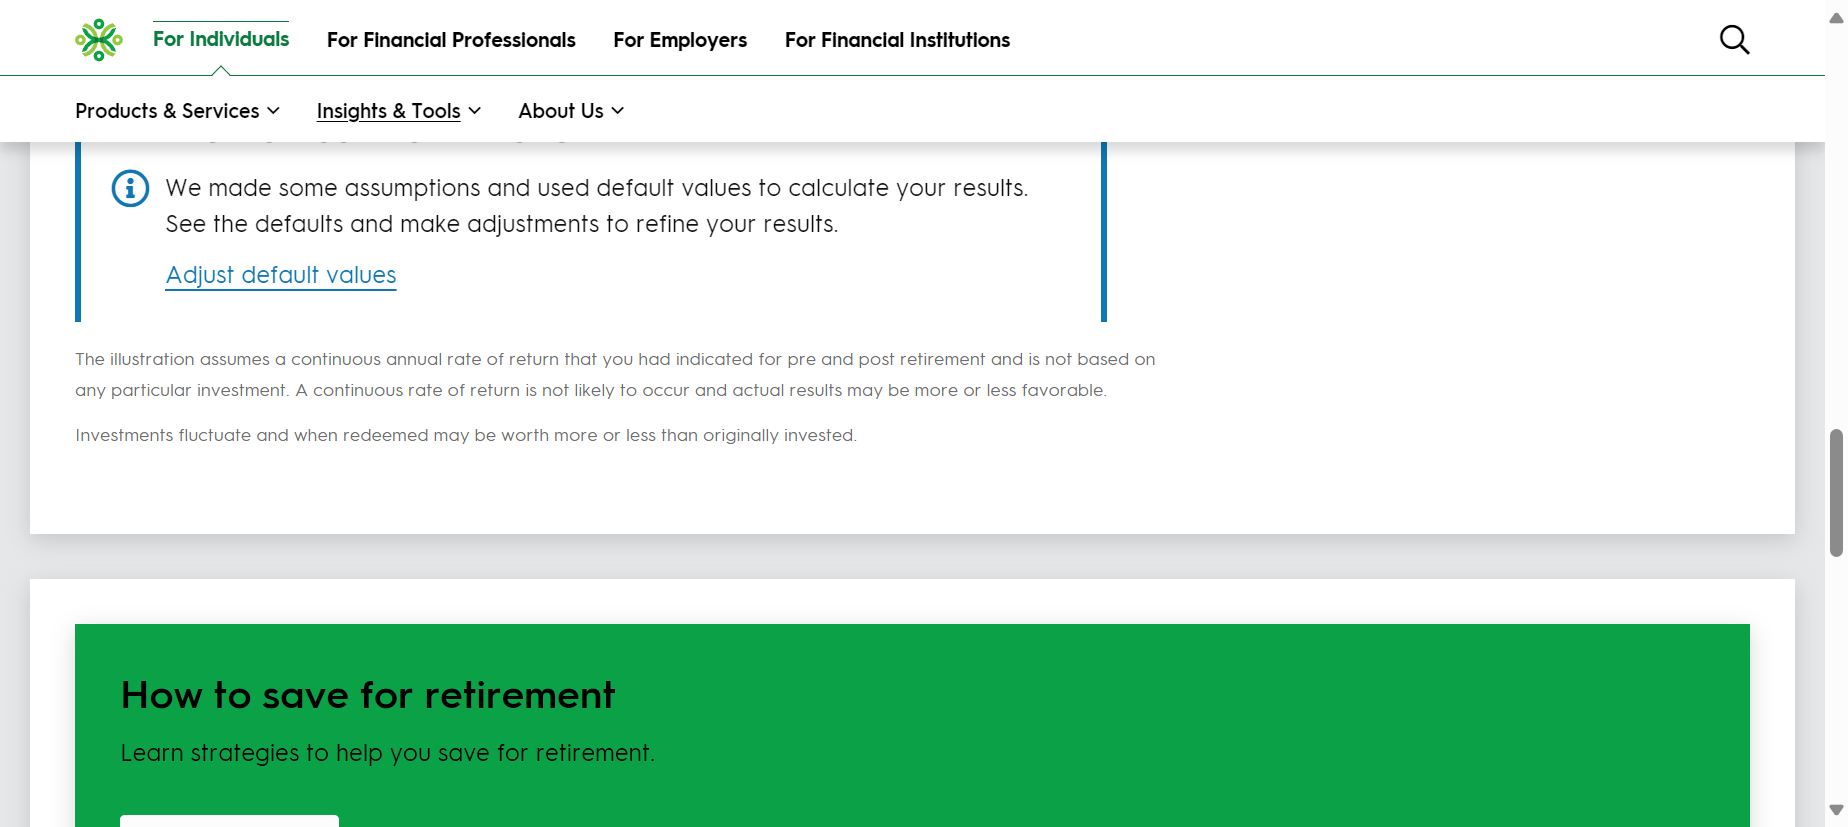 For Individuals
For Financial Professionals
For Employers
For Financial Institutions
Products & Services
Insights & Tools
About Us
We made some assumptions and used default values to calculate your results.
See the defaults and make adjustments to refine your results.
Adjust default values
The illustration assumes a continuous annual rate of return that you had indicated for pre and post retirement and is not based on
any particular investment. A continuous rate of return is not likely to occur and actual results may be more or less favorable.
Investments fluctuate and when redeemed may be worth more or less than originally invested.
How to save for retirement
Learn strategies to help you save for retirement.